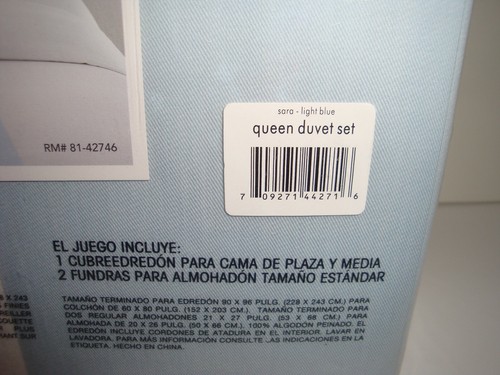 RM# 81-42746
sara - light blue
queen duvet set
7 09271 44271 6
EL JUEGO INCLUYE:
1 CUBREEDREDÓN PARA CAMA DE PLAZA Y MEDIA
2 FUNDRAS PARA ALMOHADÓN TAMAÑO ESTÁNDAR
TAMAÑO TERMINADO PARA EDREDÓN 90 X 96 PULG. (228 X 243 CM.) PARA
COLCHÓN DE 60 X 80 PULG. (152 X 203 CM.). TAMAÑO TERMINADO PARA
DOS REGULAR ALMOHADONES 21 X 27 PULG. (53 X 68 CM.) PARA
ALMOHADA DE 20 X 26 PULG. (50 X 66 CM.). 100% ALGODÓN PEINADO. EL
EDREDÓN INCLUYE CORDONES DE ATADURA EN EL INTERIOR. LAVAR EN
LAVADORA. PARA MÁS INFORMACIÓN CONSULTE LAS INDICACIONES EN LA
ETIQUETA. HECHO EN CHINA.
X 243
PLUS